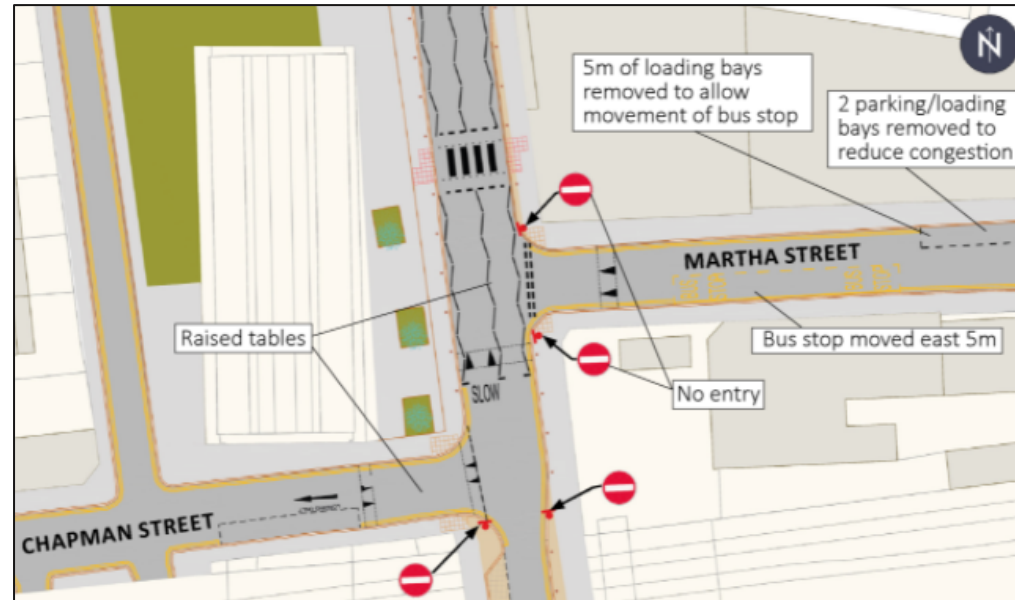 N
5m of loading bays
removed to allow
movement of bus stop
2 parking/loading
bays removed to
reduce congestion
MARTHA STREET
Raised tables
Bus stop moved east 5m
SLOW
No entry
CHAPMAN STREET